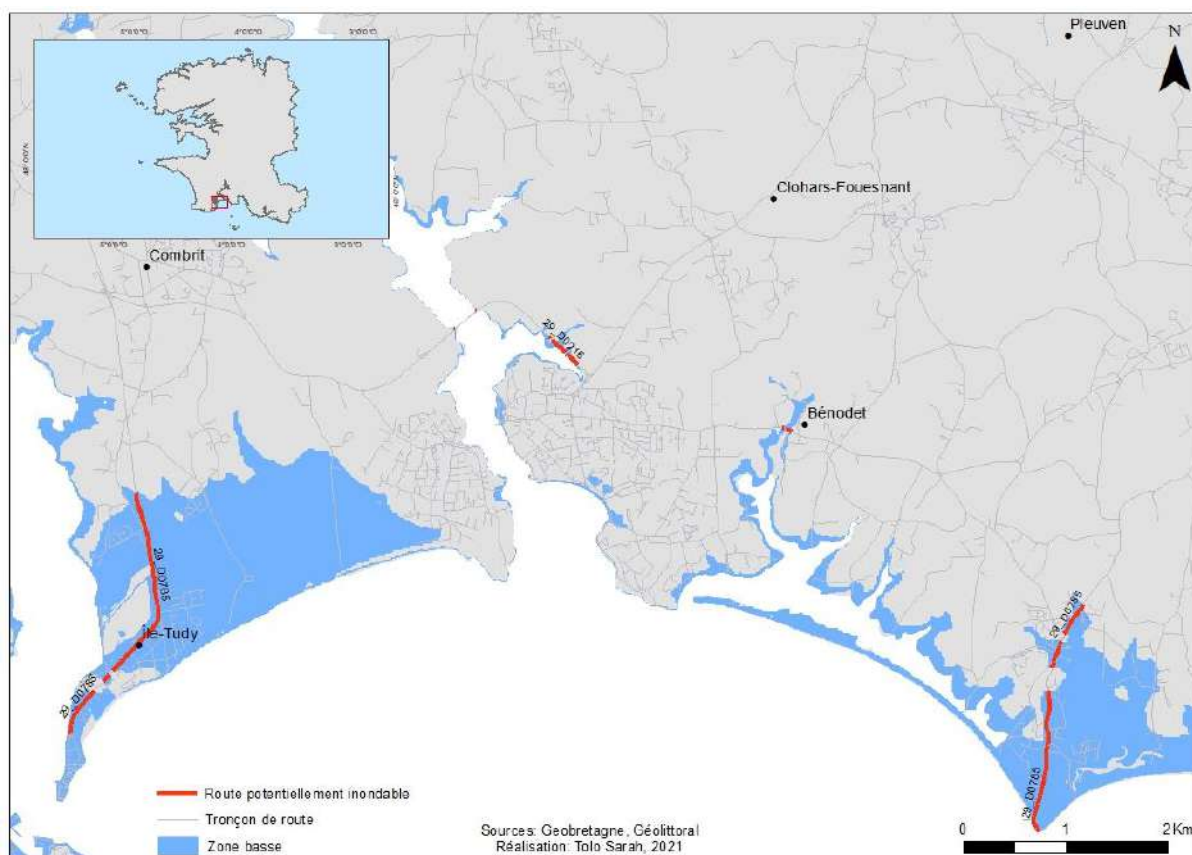 Pleuven
N
Clohars-Fouesnant
Combrit
29_D0216
Bénodet
29_D0785
Île-Tudy
29_D0785
29_D0785
29_D0765
Route potentiellement inondable
Tronçon de route
Zone basse
Sources: Geobretagne, Géolittoral
Réalisation: Tolo Sarah, 2021
0 1 2 Km